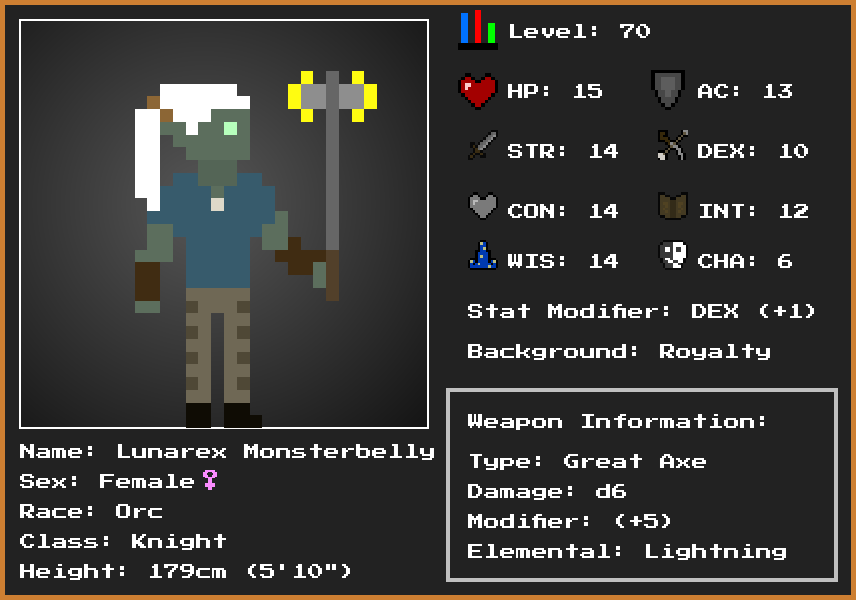 Level: 70
HP: 15
AC: 13
STR: 14
DEX: 10
CON: 14
INT: 12
WIS: 14
CHA: 6
Stat Modifier: DEX (+1)
Background: Royalty
Weapon Information:
Type: Great Axe
Damage: d6
Modifier: (+5)
Elemental: Lightning
Name: Lunarex Monsterbelly
Sex: Female♀
Race: Orc
Class: Knight
Height: 179cm (5'10")